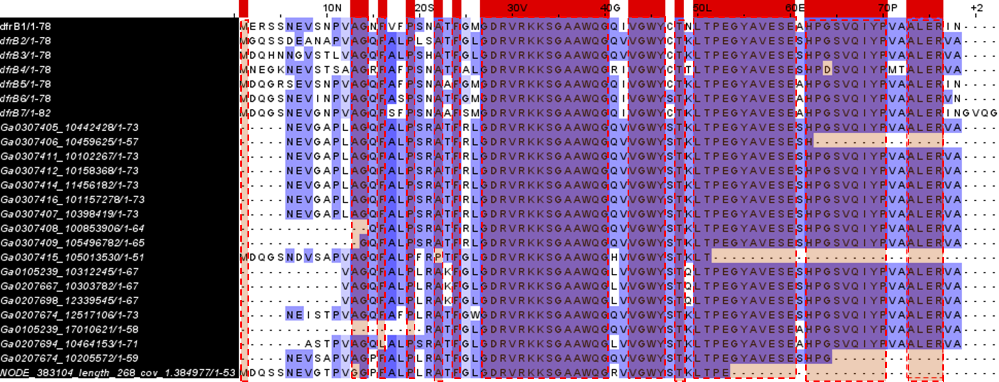 10N 20S 30V 40G 50L 60E 70P +2
dfrB1/1-78 MERSSNEVSNPVAGNFVFPSNATFGMGDRVRKKSGAAWQGQIVGWYCTNLTPEGYAVESEAHPGSVQIYPVAALERIN----
dfrB2/1-78 MGQSSDEANAPVAGQFALPLSATFGLGDRVRKKSGAAWQGQVVGWYCTKLTPEGYAVESESHPGSVQIYPVAALERVA----
dfrB3/1-78 MDQHNNGVSTLVAGQFALPSHATFGLGDRVRKKSGAAWQGQVVGWYCTKLTPEGYAVESESHPGSVQIYPVAALERVA----
dfrB4/1-78 MNEGKNEVSTSAAGRFAFPSNATFALGDRVRKKSGAAWQGRIVGWYCTTLTPEGYAVESESHPDSVQIYPMTALERVA----
dfrB5/1-78 MDQGRSEVSNPVAGQFAFPSNAAFGMGDRVRKKSGAAWQGQIVGWYCTKLTPEGYAVESEAHPGSVQIYPVAALERIN----
dfrB6/1-78 MDQGSNEVINPVAGQFASPSNATFGMGDRVRKKSGAAWQGQIVGWYSTKLTPEGYAVESEAHPGSVQIYPVAALERVN----
dfrB7/1-82 MDQGSNEVGNPVAGQFSFPSNAAFSMGDRVRKKSGAAWQGQIVGWYCTKLTPEGYAVESEAHPGSVQIYPVAALERINGVQG
Ga0307405_10442428/1-73 -----NEVGAPLAGQFALPSRATFRLGDRVRKKSGAAWQGQVVGWYSTKLTPEGYAVESESHPGSVQIYPVAALERVA----
Ga0307406_10459625/1-57 -----NEVGAPLAGQFALPSRATFRLGDRVRKKSGAAWQGQVVGWYSTKLTPEGYAVESESH--------------------
Ga0307411_10102267/1-73 -----NEVGAPLAGQFALPSRATFRLGDRVRKKSGAAWQGQVVGWYSTKLTPEGYAVESESHPGSVQIYPVAALERVA----
Ga0307412_10158368/1-73 -----NEVGAPLAGQFALPSRATFRLGDRVRKKSGAAWQGQVVGWYSTKLTPEGYAVESESHPGSVQIYPVAALERVA----
Ga0307414_11456182/1-73 -----NEVGAPLAGQFALPSRATFRLGDRVRKKSGAAWQGQVVGWYSTKLTPEGYAVESESHPGSVQIYPVAALERVA----
Ga0307416_101157278/1-73 -----NEVGAPLAGQFALPSRATFRLGDRVRKKSGAAWQGQVVGWYSTKLTPEGYAVESESHPGSVQIYPVAALERVA----
Ga0307407_10398419/1-73 -----NEVGAPLAGQFALPSRATFRLGDRVRKKSGAAWQGQVVGWYSTKLTPEGYAVESESHPGSVQIYPVAALERVA----
Ga0307408_100853906/1-64 --------------QFALPSRATFRLGDRVRKKSGAAWQGQVVGWYSTKLTPEGYAVESESHPGSVQIYPVAALERVA----
Ga0307409_105496782/1-65 -------------GQFALPSRATFRLGDRVRKKSGAAWQGQVVGWYSTKLTPEGYAVESESHPGSVQIYPVAALERVA----
Ga0307415_105013530/1-51 MDQGSNDVSAPVAGQFALPFRPTFGLGDRVRKKSGAAWQGHVVGWYSTKLT-------------------------------
Ga0105239_10312245/1-67 -----------VAGQFALPLRAKFGLGDRVRKKSGAAWQGLVVGWYSTQLTPEGYAVESESHPGSVQIYPVAALERVA----
Ga0207667_10303782/1-67 -----------VAGQFALPLRAKFGLGDRVRKKSGAAWQGLVVGWYSTQLTPEGYAVESESHPGSVQIYPVAALERVA----
Ga0207698_12339545/1-67 -----------VAGQFALPLRAKFGLGDRVRKKSGAAWQGLVVGWYSTQLTPEGYAVESESHPGSVQIYPVAALERVA----
Ga0207674_12517106/1-73 -----NEISTPVAGQFAFPLRATFGWGDRVRKKSGAAWQGQVVGWYSTKLTPEGYAVESESHPGSVQIYPVAALERVA----
Ga0105239_17010621/1-58 --------------------RATFGLGDRVRKKSGAAWQGQVVGWYSTKLTPEGYAVESEAHPGSVQIYPVAALERVA----
Ga0207694_10464153/1-71 -------ASTPVAGQLALPSRATFGLGDRVRKKSGAAWQGLVVGWYSTKLTPEGYAVESEAHPGSVQIYPVAALERVA----
Ga0207674_10205572/1-59 -----NEVSAPVAGPFALPLRATFGLGDRVRKKSGAAWQGQVVGWYSTKLTPEGYAVESESHPG------------------
NODE_383104_length_268_cov_1.384977/1-53 MDQSSNEVGTPVGGPFALPLRATFGLGDRVRKKSGAAWQGRVVGWYSTKLTPE-----------------------------